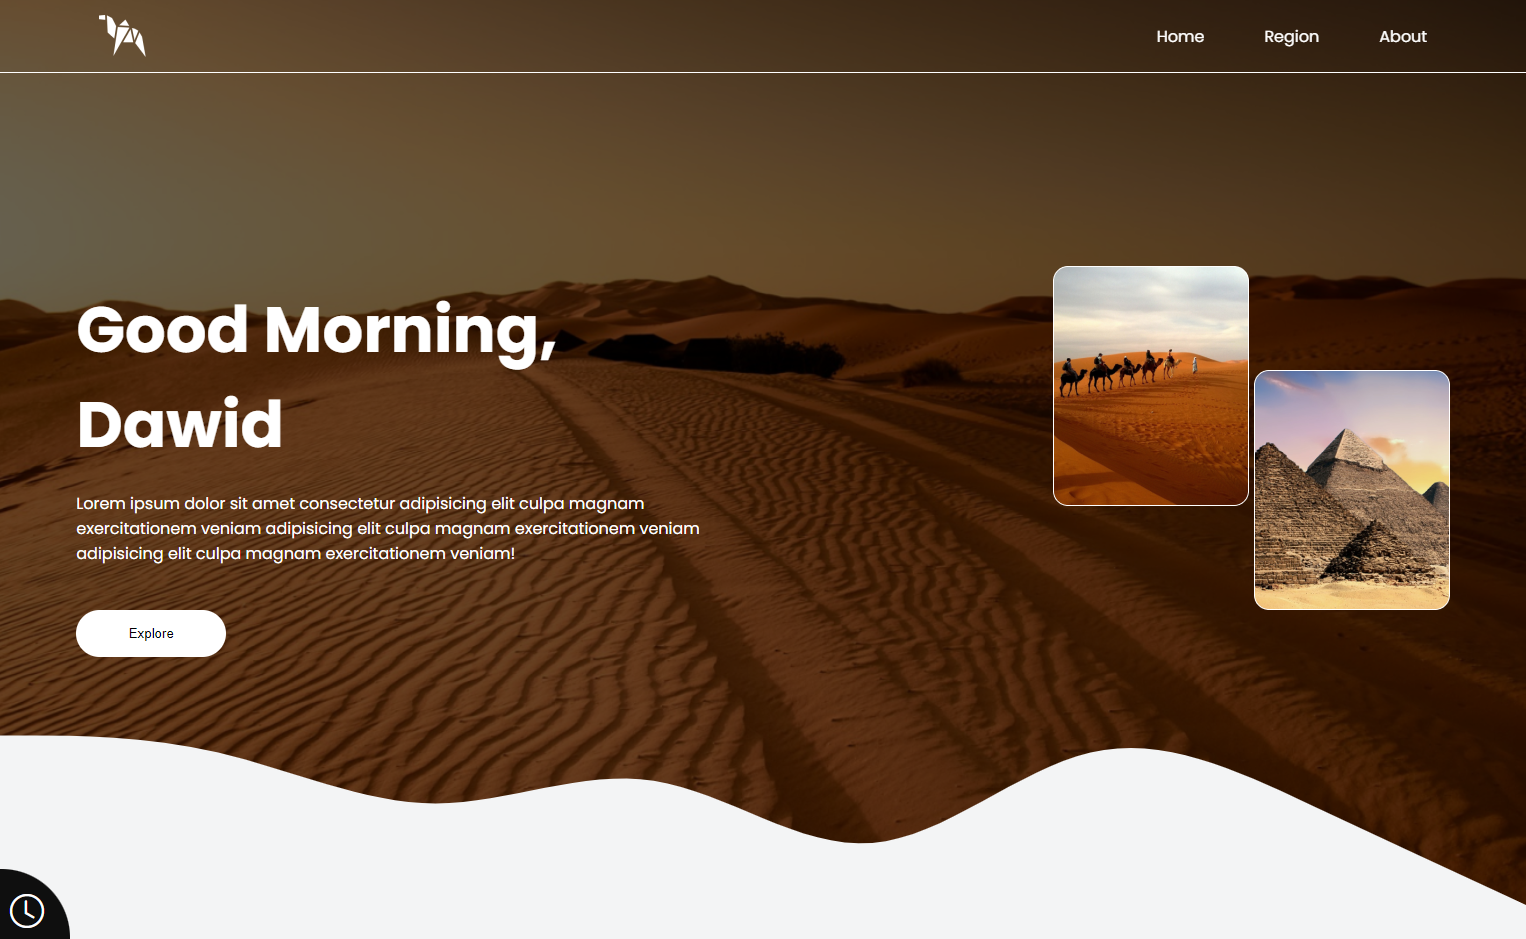 Home
Region
About
Good Morning,
Dawid
Lorem ipsum dolor sit amet consectetur adipisicing elit culpa magnam
exercitationem veniam adipisicing elit culpa magnam exercitationem veniam
adipisicing elit culpa magnam exercitationem veniam!
Explore